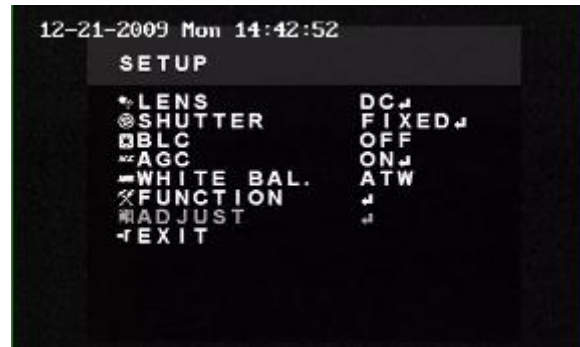 12-21-2009 Mon 14:42:52
SETUP
LENS DC↲
SHUTTER FIXED↲
BLC OFF
AGC ON↲
WHITE BAL. ATW
FUNCTION ↲
ADJUST ↲
EXIT